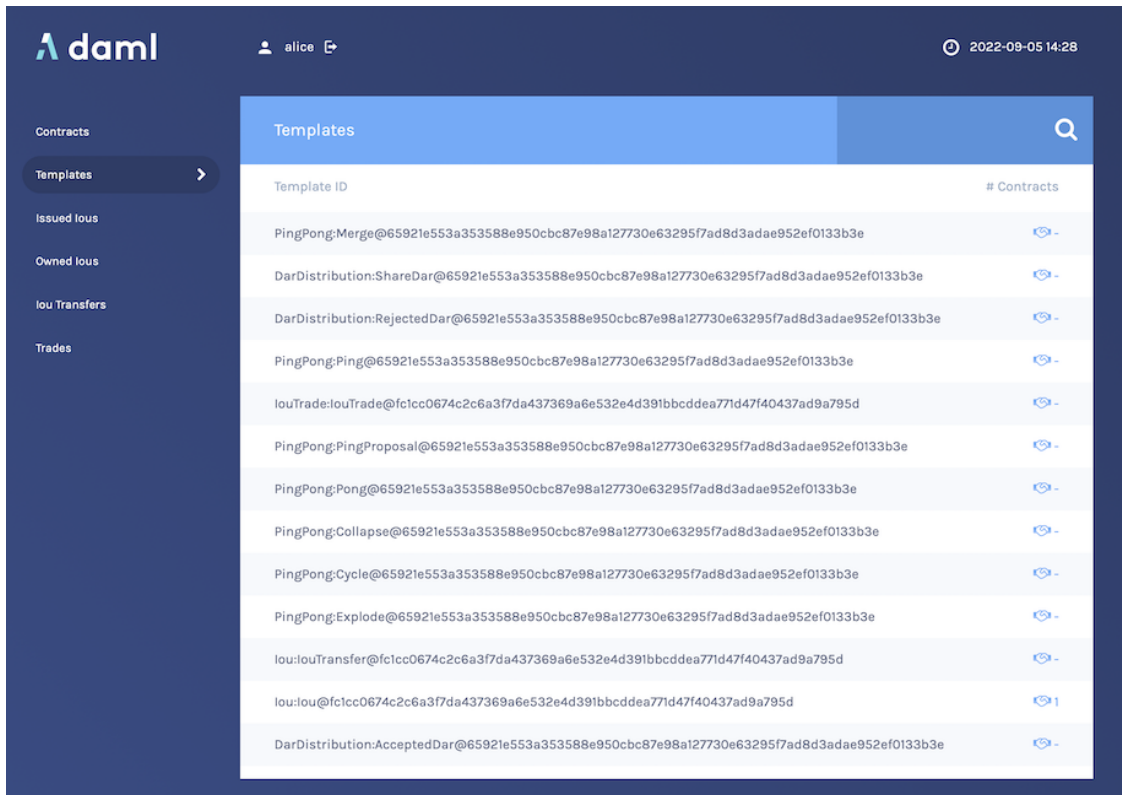 daml
alice
2022-09-05 14:28
Contracts
Templates
Issued Ious
Owned Ious
Iou Transfers
Trades
Templates
Template ID # Contracts
PingPong:Merge@65921e553a353588e950cbc87e98a127730e63295f7ad8d3adae952ef0133b3e -
DarDistribution:ShareDar@65921e553a353588e950cbc87e98a127730e63295f7ad8d3adae952ef0133b3e -
DarDistribution:RejectedDar@65921e553a353588e950cbc87e98a127730e63295f7ad8d3adae952ef0133b3e -
PingPong:Ping@65921e553a353588e950cbc87e98a127730e63295f7ad8d3adae952ef0133b3e -
IouTrade:IouTrade@fc1cc0674c2c6a3f7da437369a6e532e4d391bbcddea771d47f40437ad9a795d -
PingPong:PingProposal@65921e553a353588e950cbc87e98a127730e63295f7ad8d3adae952ef0133b3e -
PingPong:Pong@65921e553a353588e950cbc87e98a127730e63295f7ad8d3adae952ef0133b3e -
PingPong:Collapse@65921e553a353588e950cbc87e98a127730e63295f7ad8d3adae952ef0133b3e -
PingPong:Cycle@65921e553a353588e950cbc87e98a127730e63295f7ad8d3adae952ef0133b3e -
PingPong:Explode@65921e553a353588e950cbc87e98a127730e63295f7ad8d3adae952ef0133b3e -
Iou:IouTransfer@fc1cc0674c2c6a3f7da437369a6e532e4d391bbcddea771d47f40437ad9a795d -
Iou:Iou@fc1cc0674c2c6a3f7da437369a6e532e4d391bbcddea771d47f40437ad9a795d 1
DarDistribution:AcceptedDar@65921e553a353588e950cbc87e98a127730e63295f7ad8d3adae952ef0133b3e -